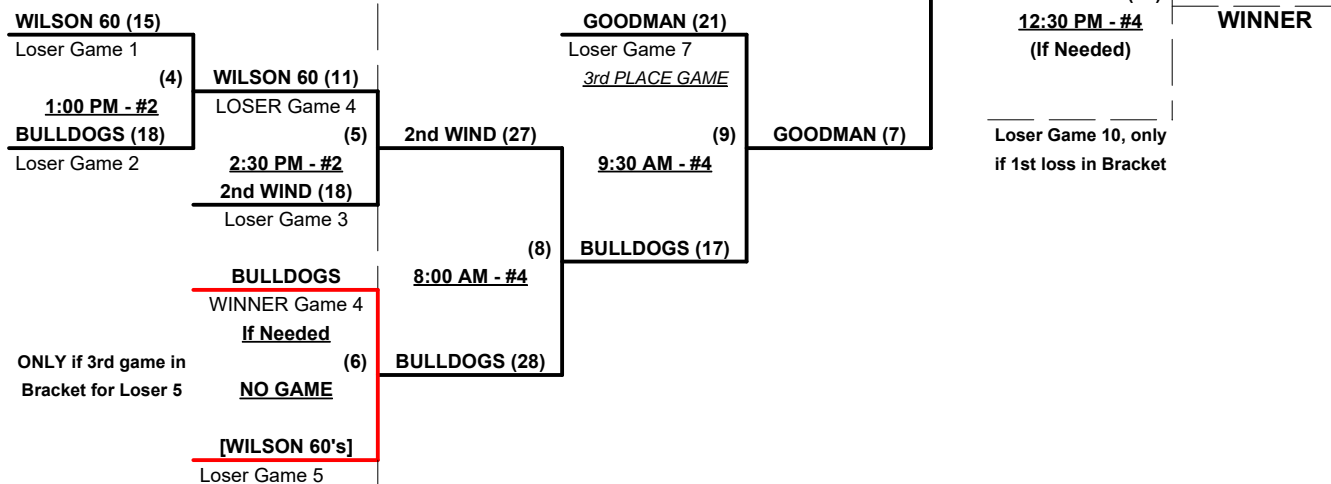 WILSON 60 (15)
Loser Game 1
(4)
1:00 PM - #2
BULLDOGS (18)
Loser Game 2
WILSON 60 (11)
LOSER Game 4
(5)
2:30 PM - #2
2nd WIND (18)
Loser Game 3
BULLDOGS
WINNER Game 4
If Needed
(6)
NO GAME
[WILSON 60's]
Loser Game 5
ONLY if 3rd game in
Bracket for Loser 5
2nd WIND (27)
(8)
8:00 AM - #4
BULLDOGS (28)
GOODMAN (21)
Loser Game 7
3rd PLACE GAME
(9)
9:30 AM - #4
BULLDOGS (17)
GOODMAN (7)
12:30 PM - #4
(If Needed)
WINNER
Loser Game 10, only
if 1st loss in Bracket